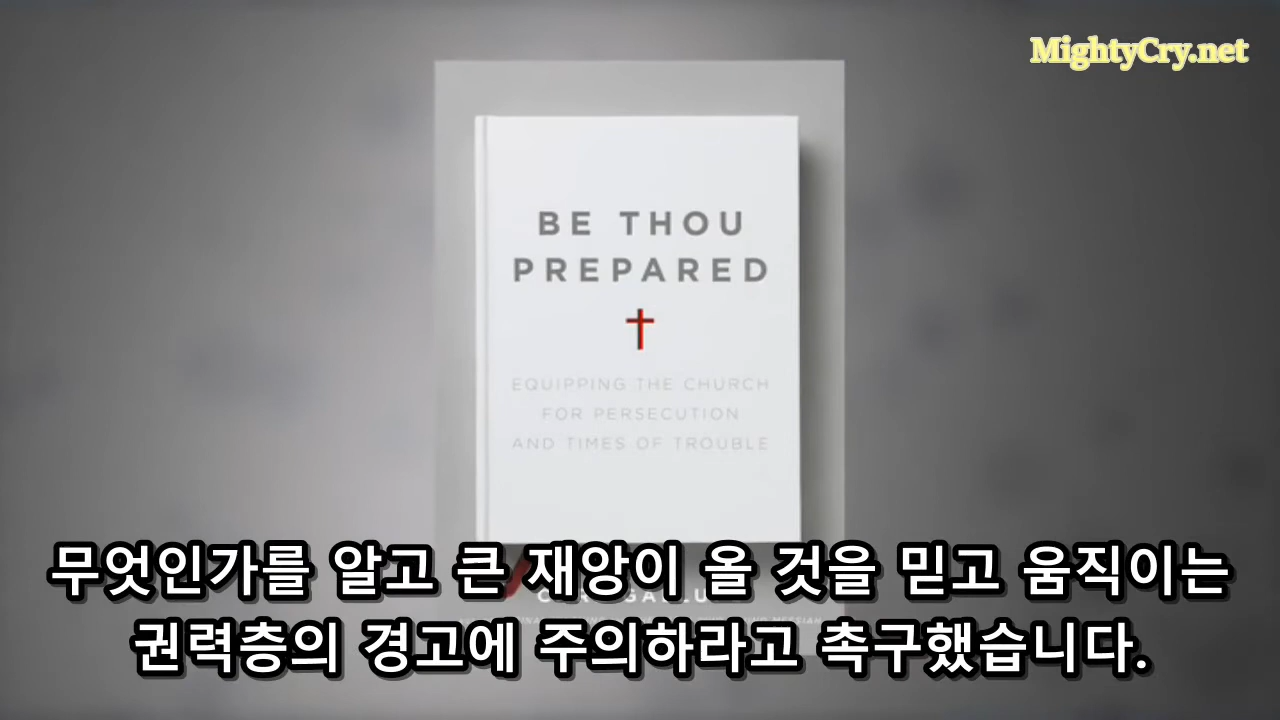 MightyCry.net
BE THOU
PREPARED
EQUIPPING THE CHURCH
FOR PERSECUTION
AND TIMES OF TROUBLE
무엇인가를 알고 큰 재앙이 올 것을 믿고 움직이는
권력층의 경고에 주의하라고 촉구했습니다.